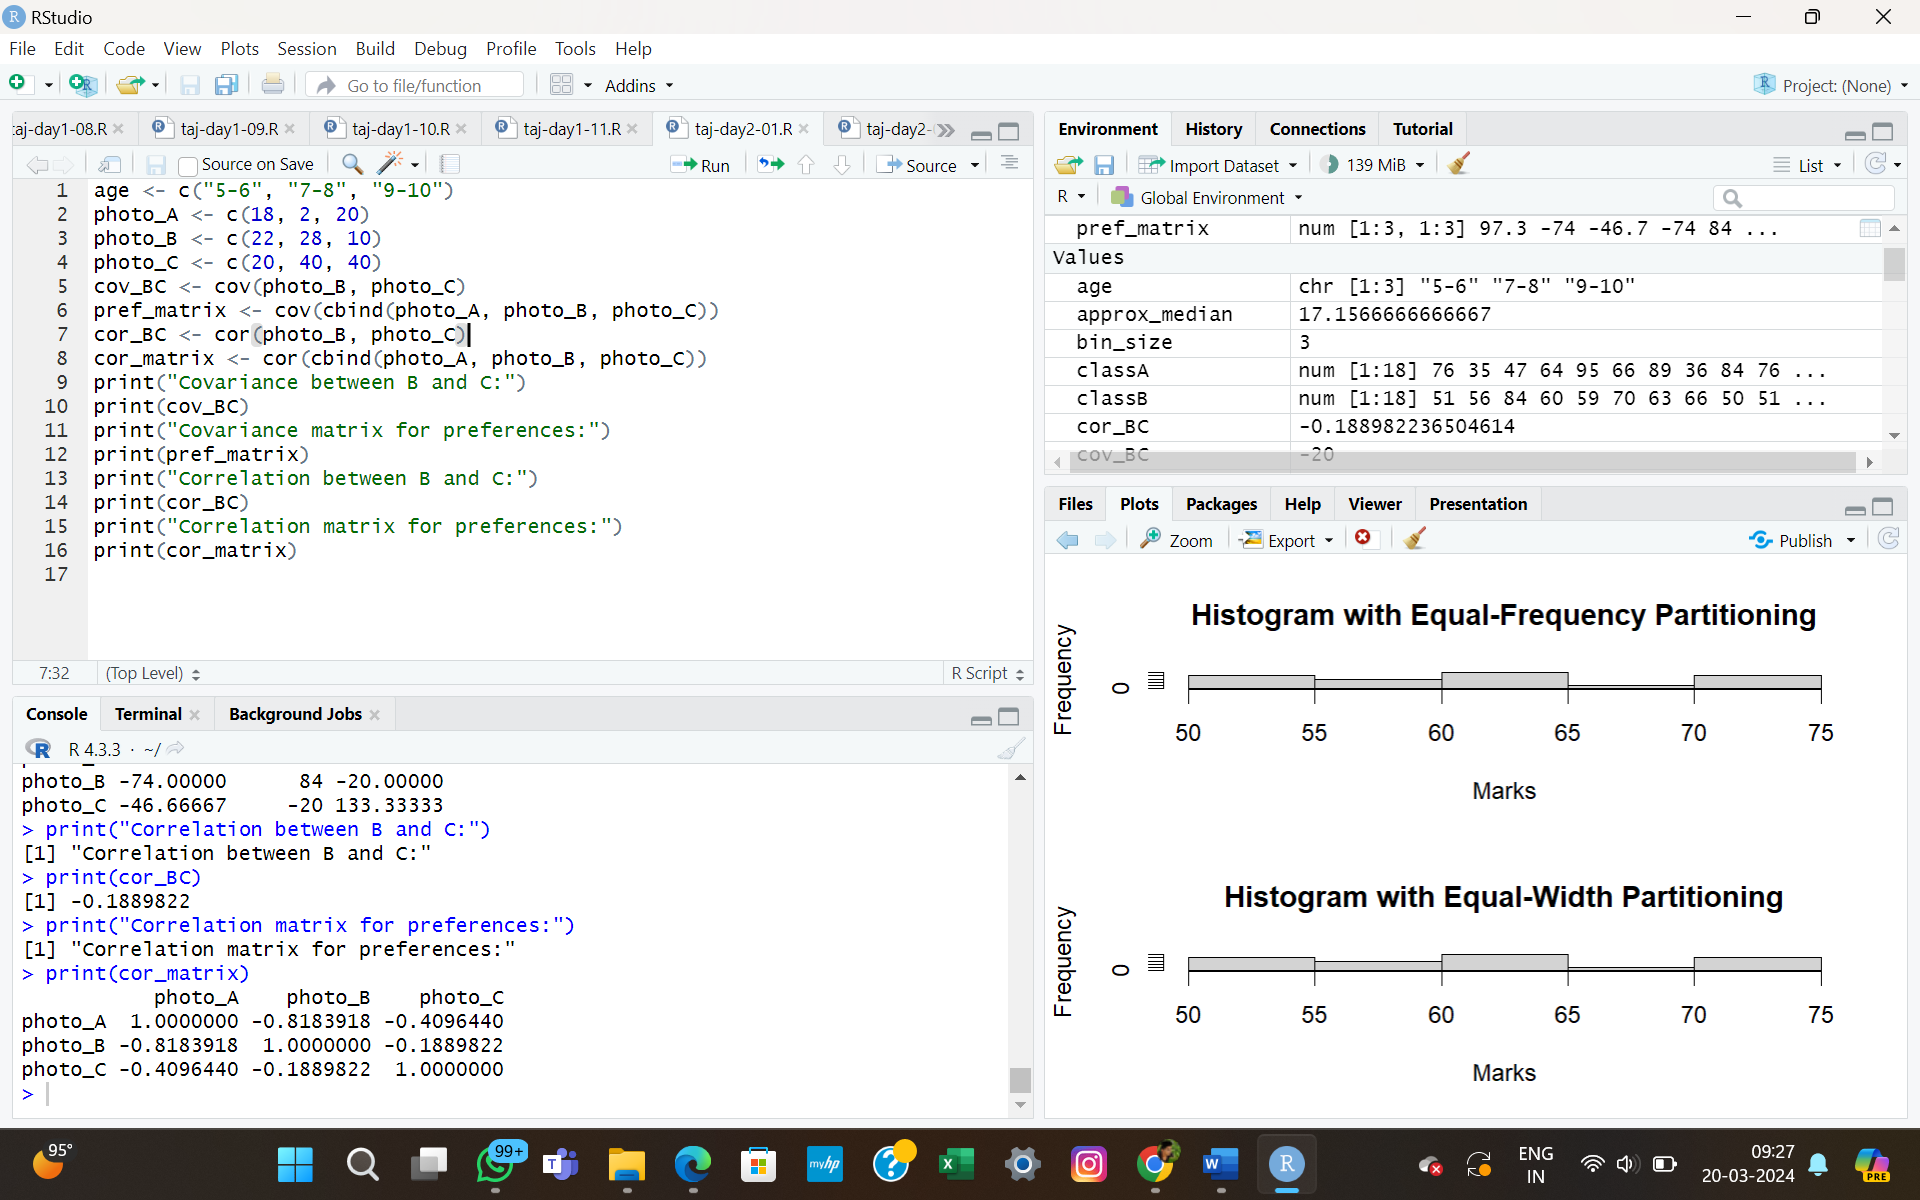 RStudio
File Edit Code View Plots Session Build Debug Profile Tools Help
Go to file/function Addins Project: (None)
taj-day1-08.R taj-day1-09.R taj-day1-10.R taj-day1-11.R taj-day2-01.R taj-day2-
Source on Save Run Source
1 age <- c("5-6", "7-8", "9-10")
2 photo_A <- c(18, 2, 20)
3 photo_B <- c(22, 28, 10)
4 photo_C <- c(20, 40, 40)
5 cov_BC <- cov(photo_B, photo_C)
6 pref_matrix <- cov(cbind(photo_A, photo_B, photo_C))
7 cor_BC <- cor(photo_B, photo_C)
8 cor_matrix <- cor(cbind(photo_A, photo_B, photo_C))
9 print("Covariance between B and C:")
10 print(cov_BC)
11 print("Covariance matrix for preferences:")
12 print(pref_matrix)
13 print("Correlation between B and C:")
14 print(cor_BC)
15 print("Correlation matrix for preferences:")
16 print(cor_matrix)
17
7:32 (Top Level) R Script
Console Terminal Background Jobs
R 4.3.3 · ~/
photo_B -74.00000 84 -20.00000
photo_C -46.66667 -20 133.33333
> print("Correlation between B and C:")
[1] "Correlation between B and C:"
> print(cor_BC)
[1] -0.1889822
> print("Correlation matrix for preferences:")
[1] "Correlation matrix for preferences:"
> print(cor_matrix)
photo_A photo_B photo_C
photo_A 1.0000000 -0.8183918 -0.4096440
photo_B -0.8183918 1.0000000 -0.1889822
photo_C -0.4096440 -0.1889822 1.0000000
>
Environment History Connections Tutorial
Import Dataset 139 MiB List
R Global Environment
pref_matrix num [1:3, 1:3] 97.3 -74 -46.7 -74 84 ...
Values
age chr [1:3] "5-6" "7-8" "9-10"
approx_median 17.1566666666667
bin_size 3
classA num [1:18] 76 35 47 64 95 66 89 36 84 76 ...
classB num [1:18] 51 56 84 60 59 70 63 66 50 51 ...
cor_BC -0.188982236504614
cov_BC -20
Files Plots Packages Help Viewer Presentation
Zoom Export Publish
Histogram with Equal-Frequency Partitioning
Frequency
0
50 55 60 65 70 75
Marks
Histogram with Equal-Width Partitioning
Frequency
0
50 55 60 65 70 75
Marks
95° 99+ myhp ENG IN 09:27 20-03-2024 PRE